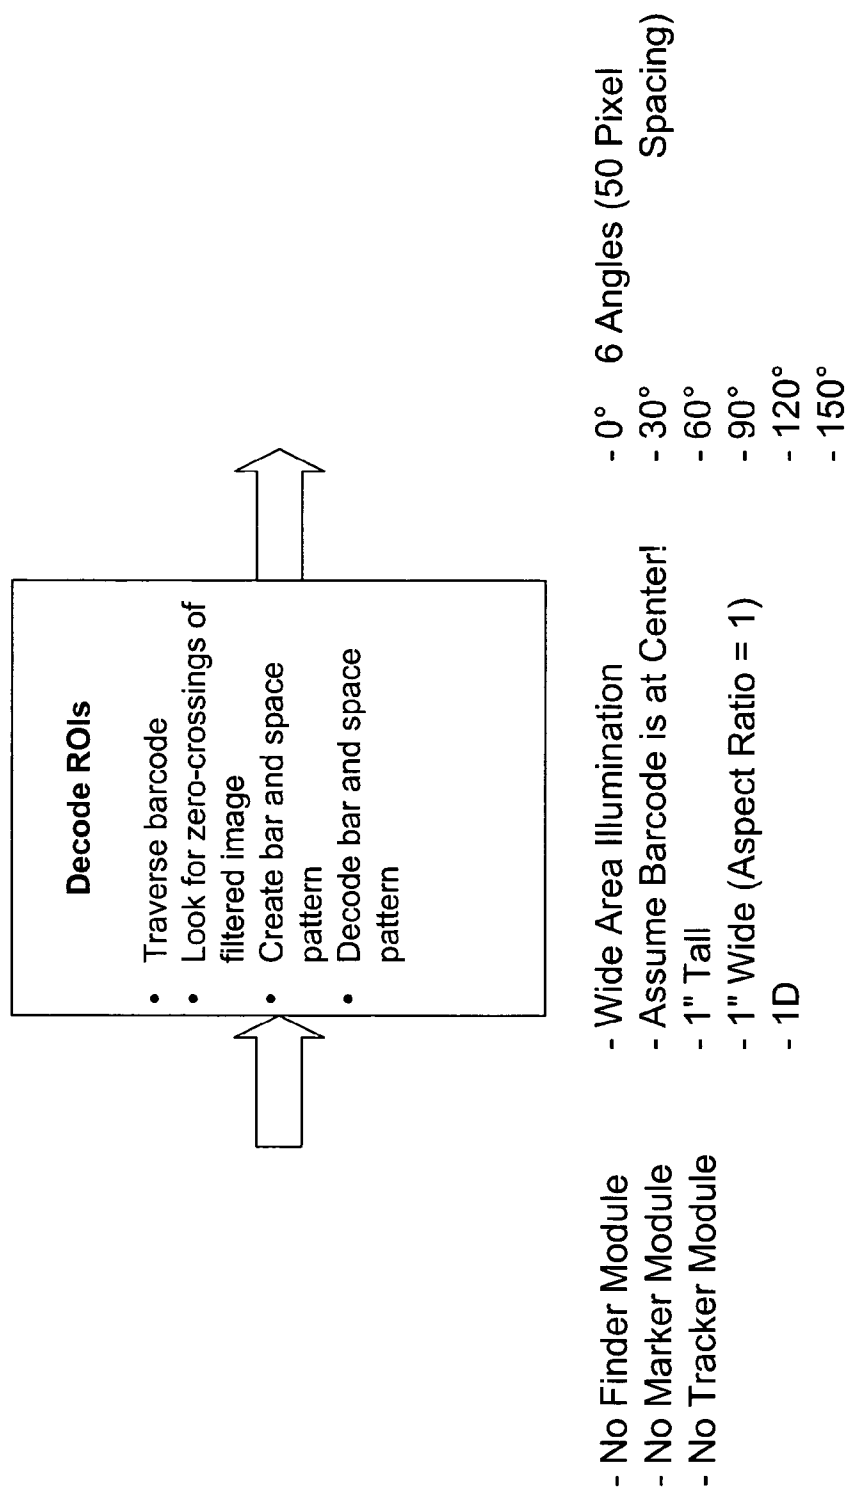 Decode ROIs
• Traverse barcode
• Look for zero-crossings of
filtered image
• Create bar and space
pattern
• Decode bar and space
pattern
- No Finder Module
- No Marker Module
- No Tracker Module
- Wide Area Illumination
- Assume Barcode is at Center!
- 1" Tall
- 1" Wide (Aspect Ratio = 1)
- 1D
- 0° 6 Angles (50 Pixel
- 30° Spacing)
- 60°
- 90°
- 120°
- 150°